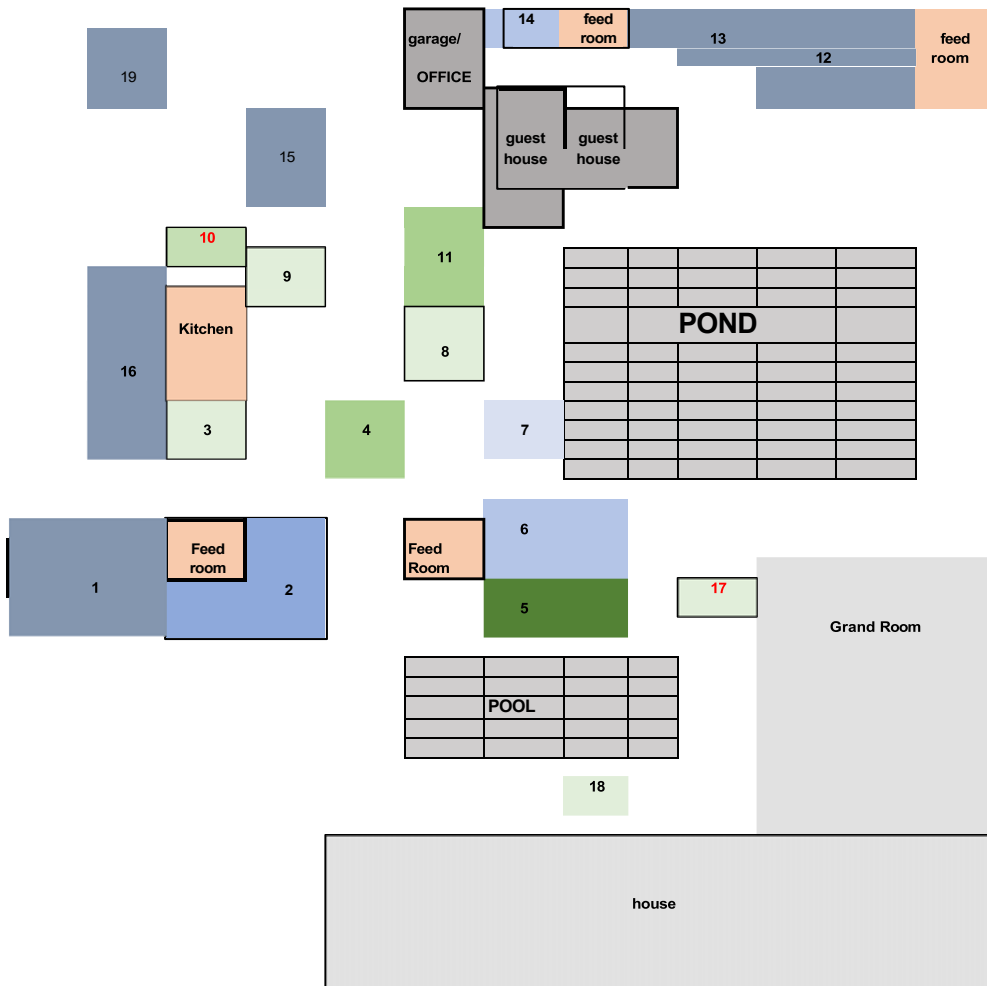 14
feed
room
garage/
OFFICE
13
feed
room
12
19
guest
house
guest
house
15
10
9
11
Kitchen
POND
8
16
3
4
7
6
Feed
room
Feed
Room
1
2
5
17
Grand Room
POOL
18
house